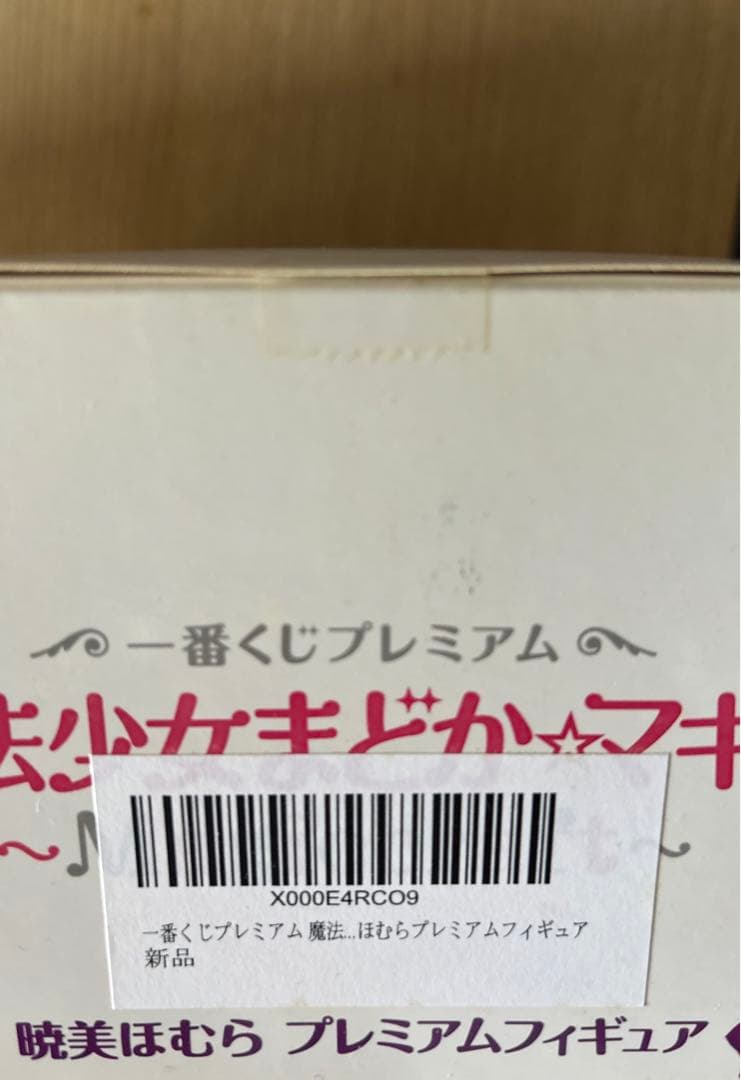 一番くじプレミアム
法少女まどか☆マギ
X000E4RCO9
一番くじプレミアム 魔法...ほむらプレミアムフィギュア
新品
暁美ほむら プレミアムフィギュア